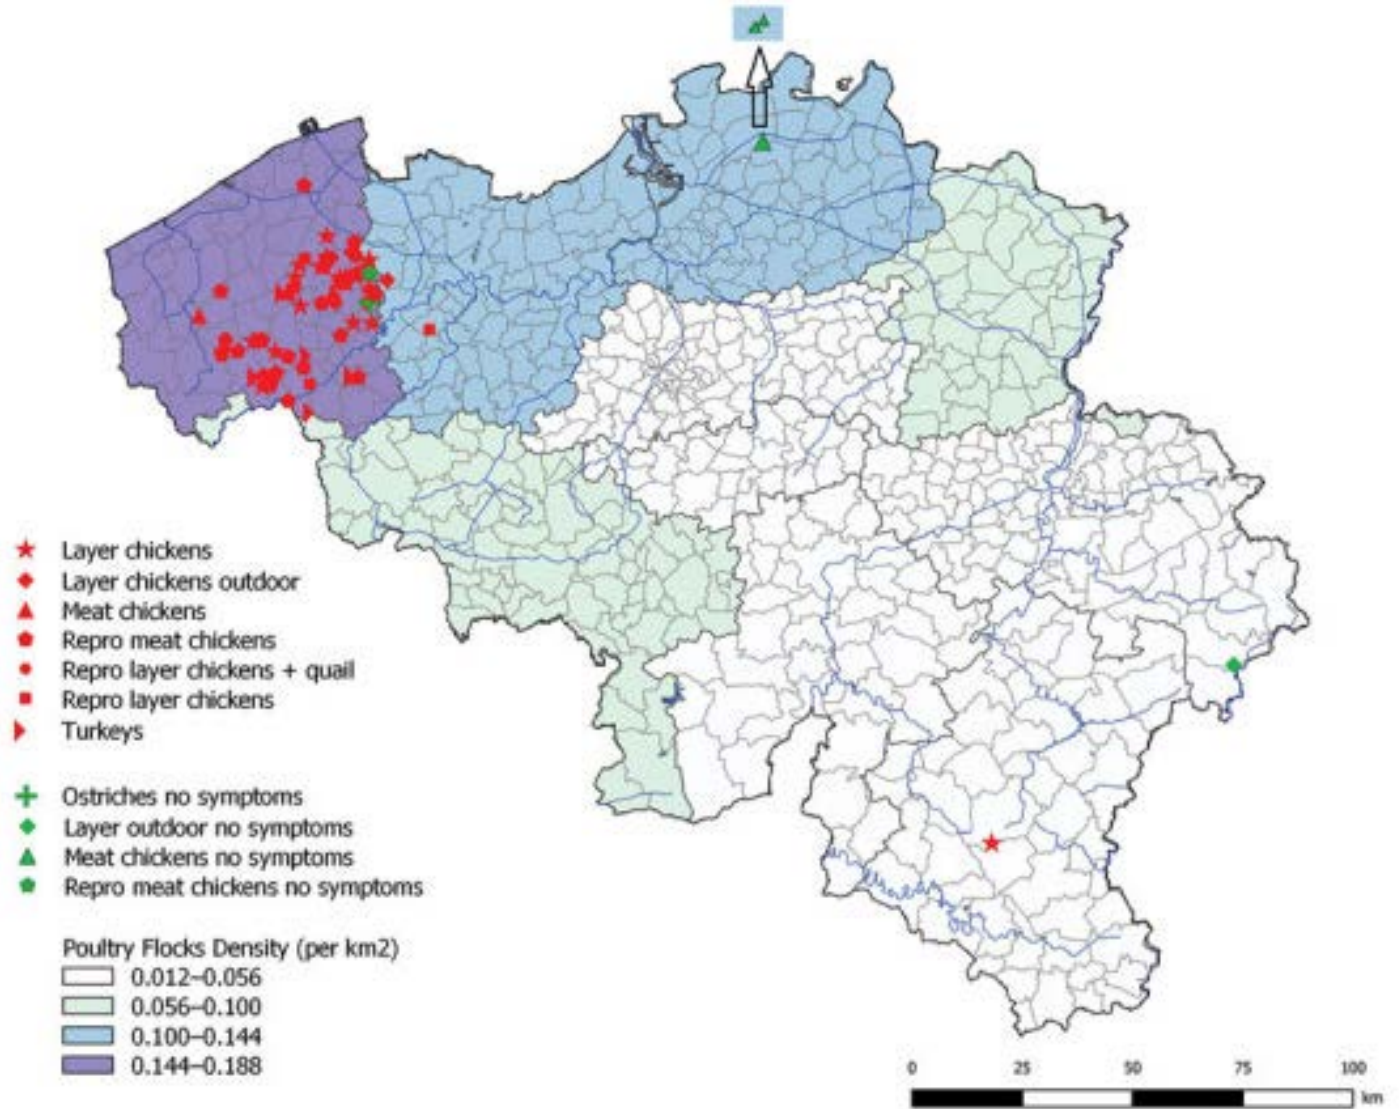 Layer chickens
Layer chickens outdoor
Meat chickens
Repro meat chickens
Repro layer chickens + quail
Repro layer chickens
Turkeys
Ostriches no symptoms
Layer outdoor no symptoms
Meat chickens no symptoms
Repro meat chickens no symptoms
Poultry Flocks Density (per km2)
0.012–0.056
0.056–0.100
0.100–0.144
0.144–0.188
0 25 50 75 100
km